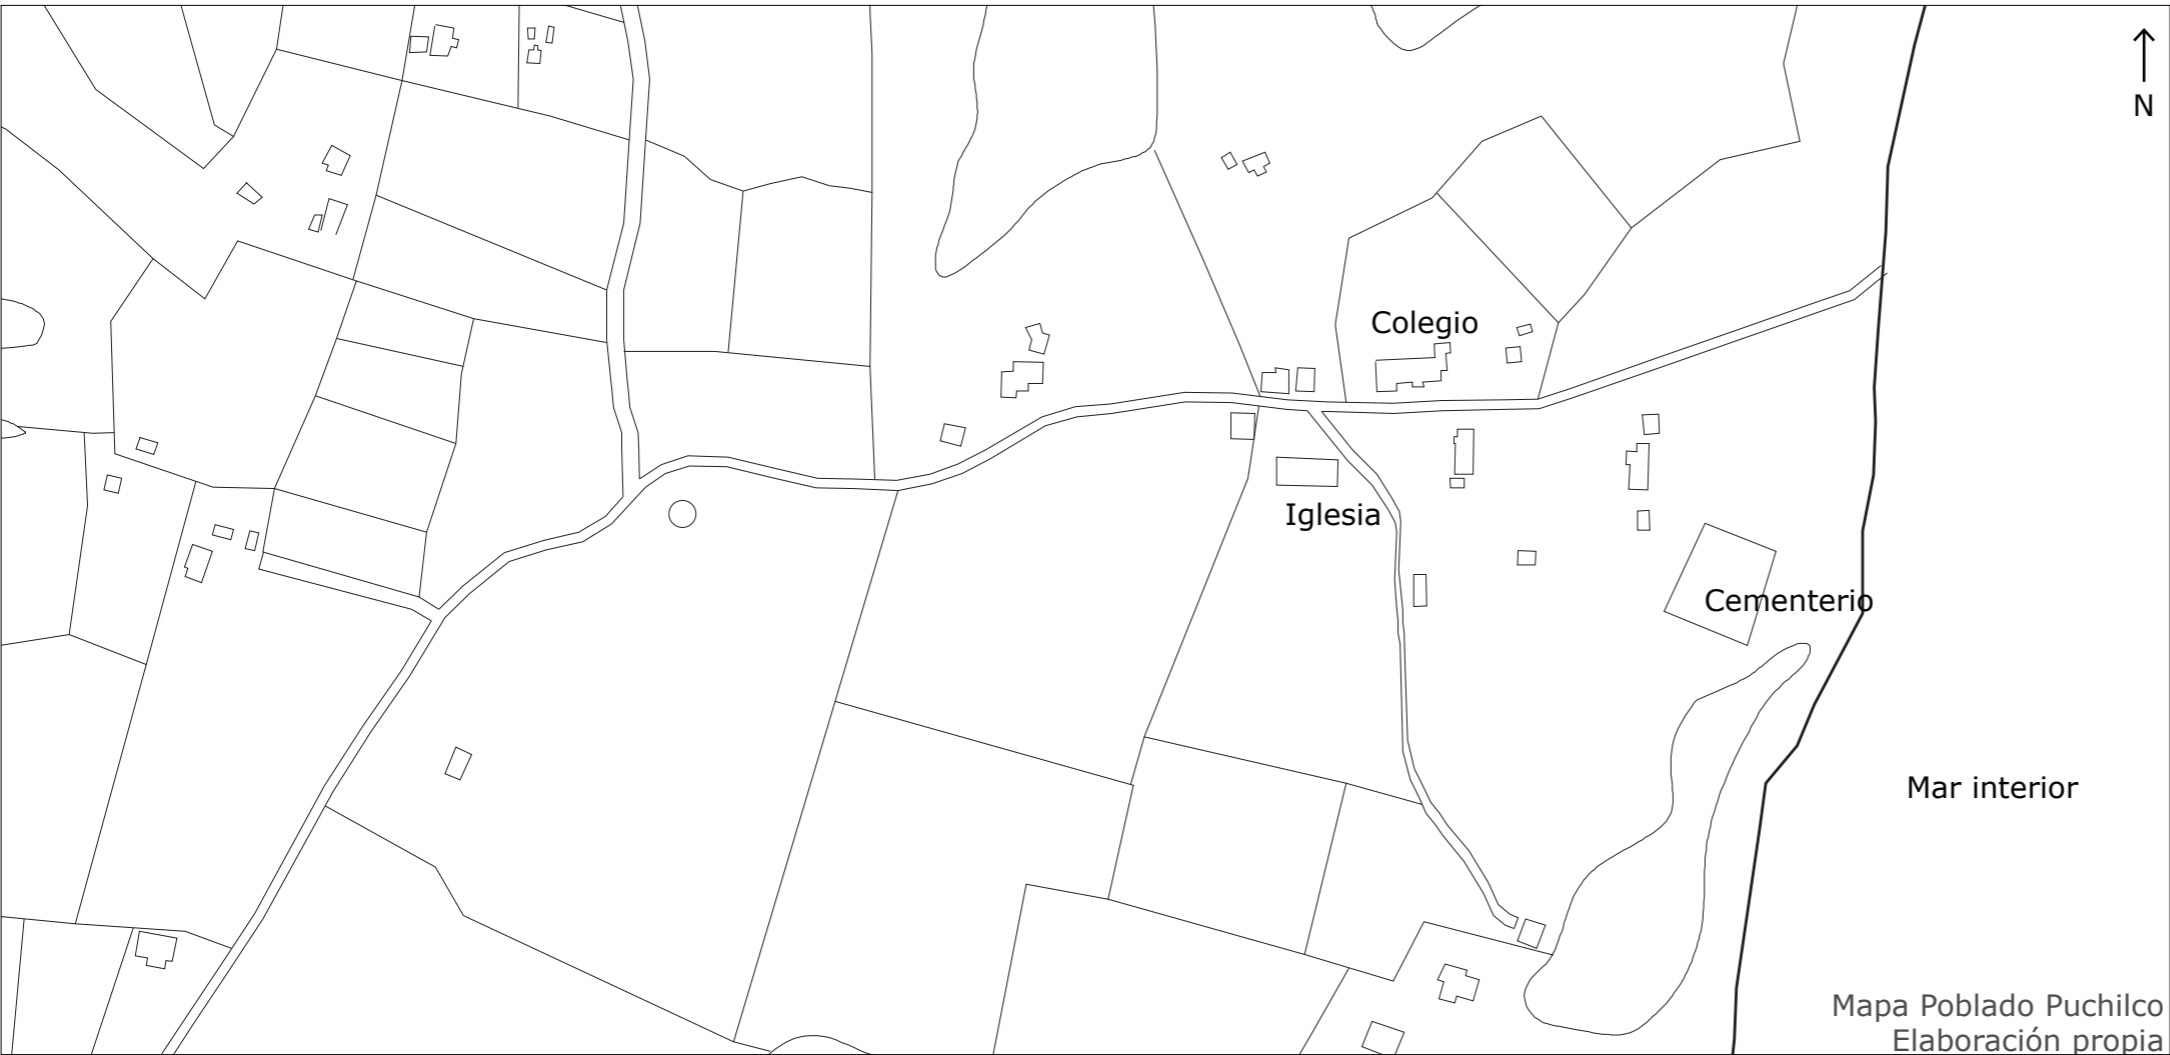 N
Colegio
Iglesia
Cementerio
Mar interior
Mapa Poblado Puchilco
Elaboración propia